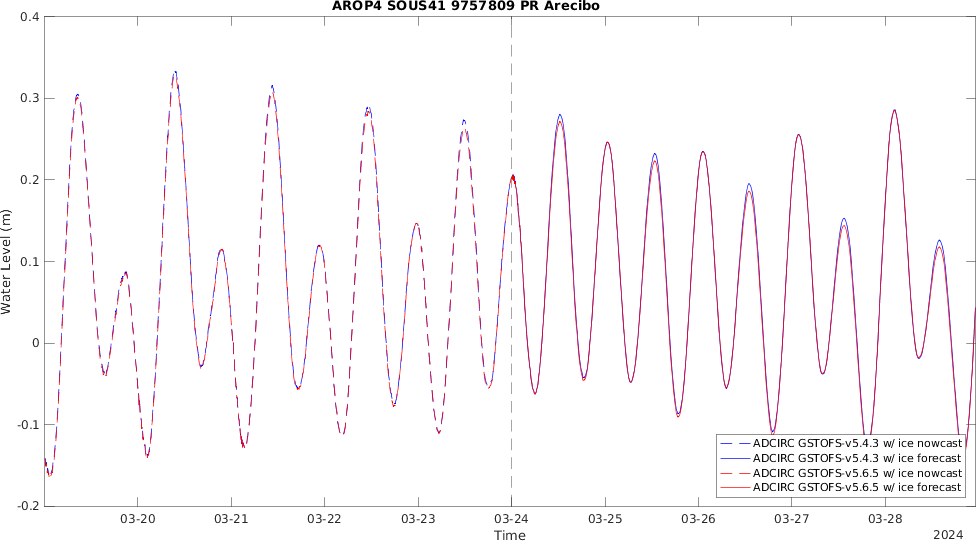 AROP4 SOUS41 9757809 PR Arecibo
0.4
0.3
0.2
0.1
0
-0.1
-0.2
Water Level (m)
03-20
03-21
03-22
03-23
03-24
03-25
03-26
03-27
03-28
Time
2024
ADCIRC GSTOFS-v5.4.3 w/ ice nowcast
ADCIRC GSTOFS-v5.4.3 w/ ice forecast
ADCIRC GSTOFS-v5.6.5 w/ ice nowcast
ADCIRC GSTOFS-v5.6.5 w/ ice forecast